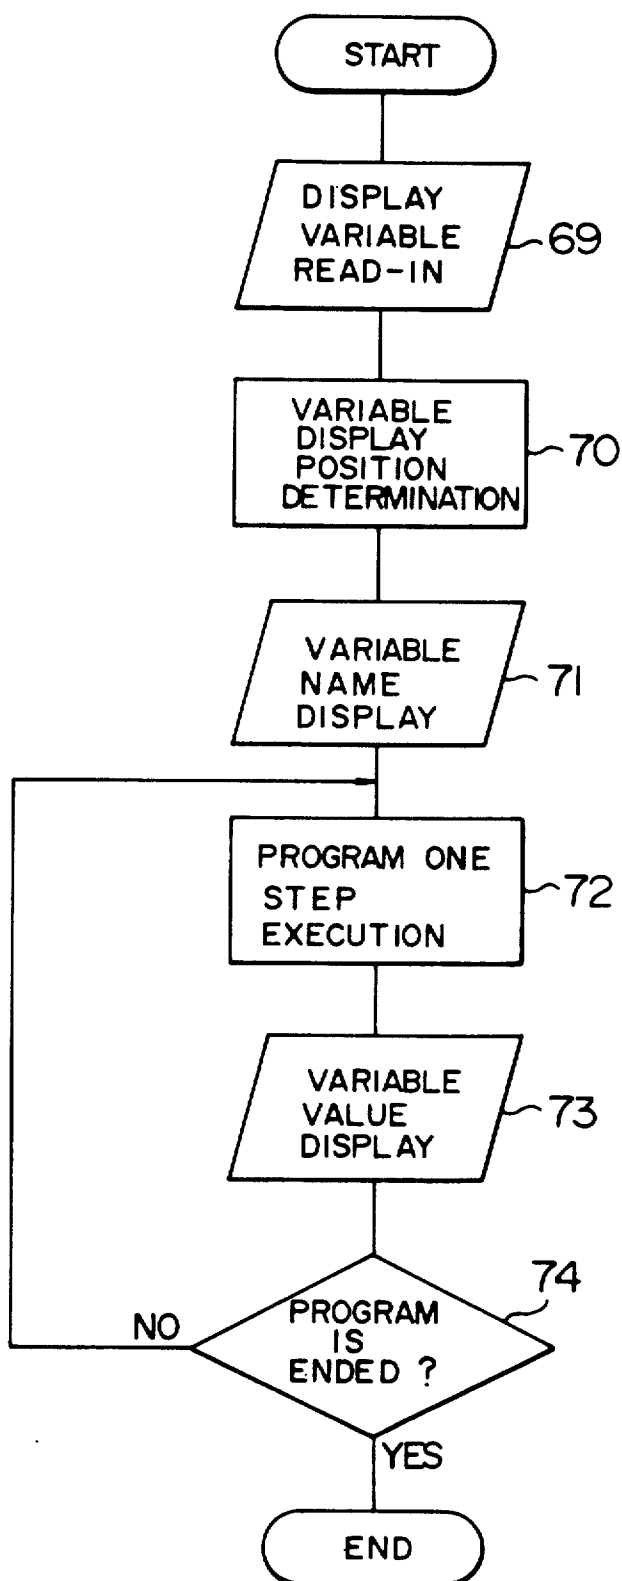 START
DISPLAY
VARIABLE
READ-IN
69
VARIABLE
DISPLAY
POSITION
DETERMINATION
70
VARIABLE
NAME
DISPLAY
71
PROGRAM ONE
STEP
EXECUTION
72
VARIABLE
VALUE
DISPLAY
73
74
PROGRAM
IS
ENDED ?
NO
YES
END